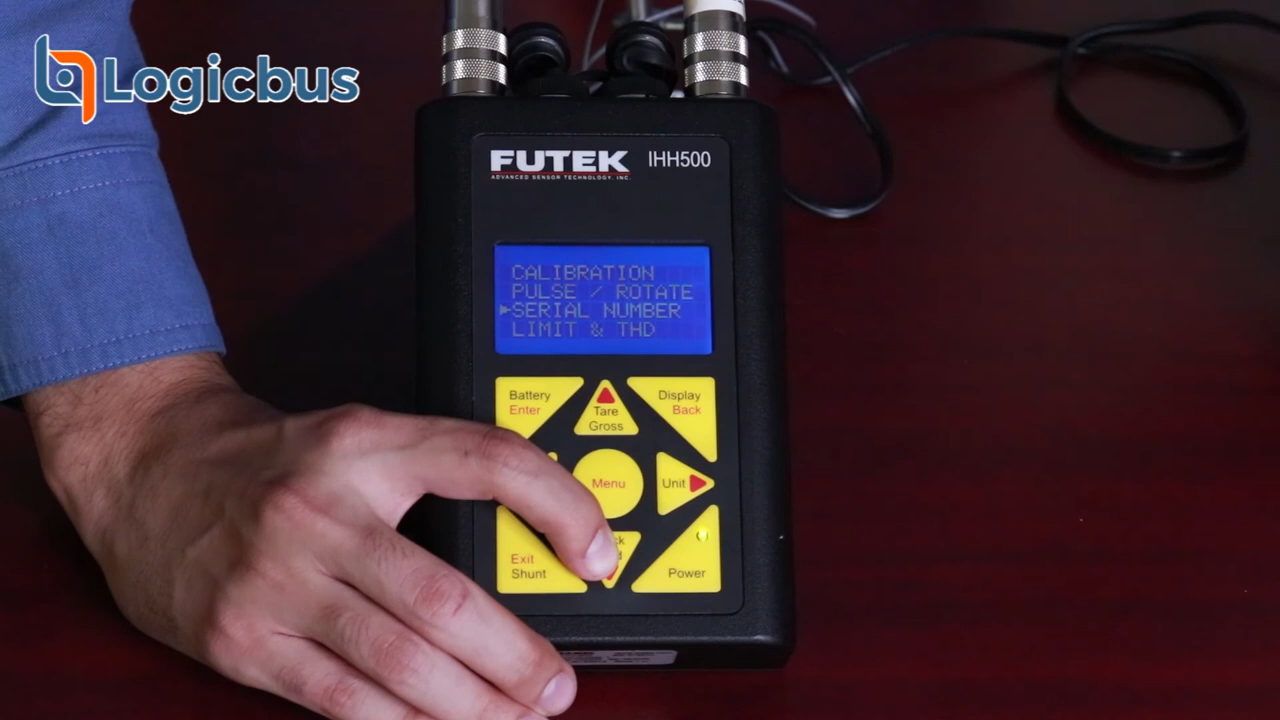 Logicbus
FUTEK IHH500
ADVANCED SENSOR TECHNOLOGY, INC.
CALIBRATION
PULSE / ROTATE
▶SERIAL NUMBER
LIMIT & THD
Battery
Enter
Tare
Gross
Display
Back
Menu
Unit
Exit
Shunt
Power